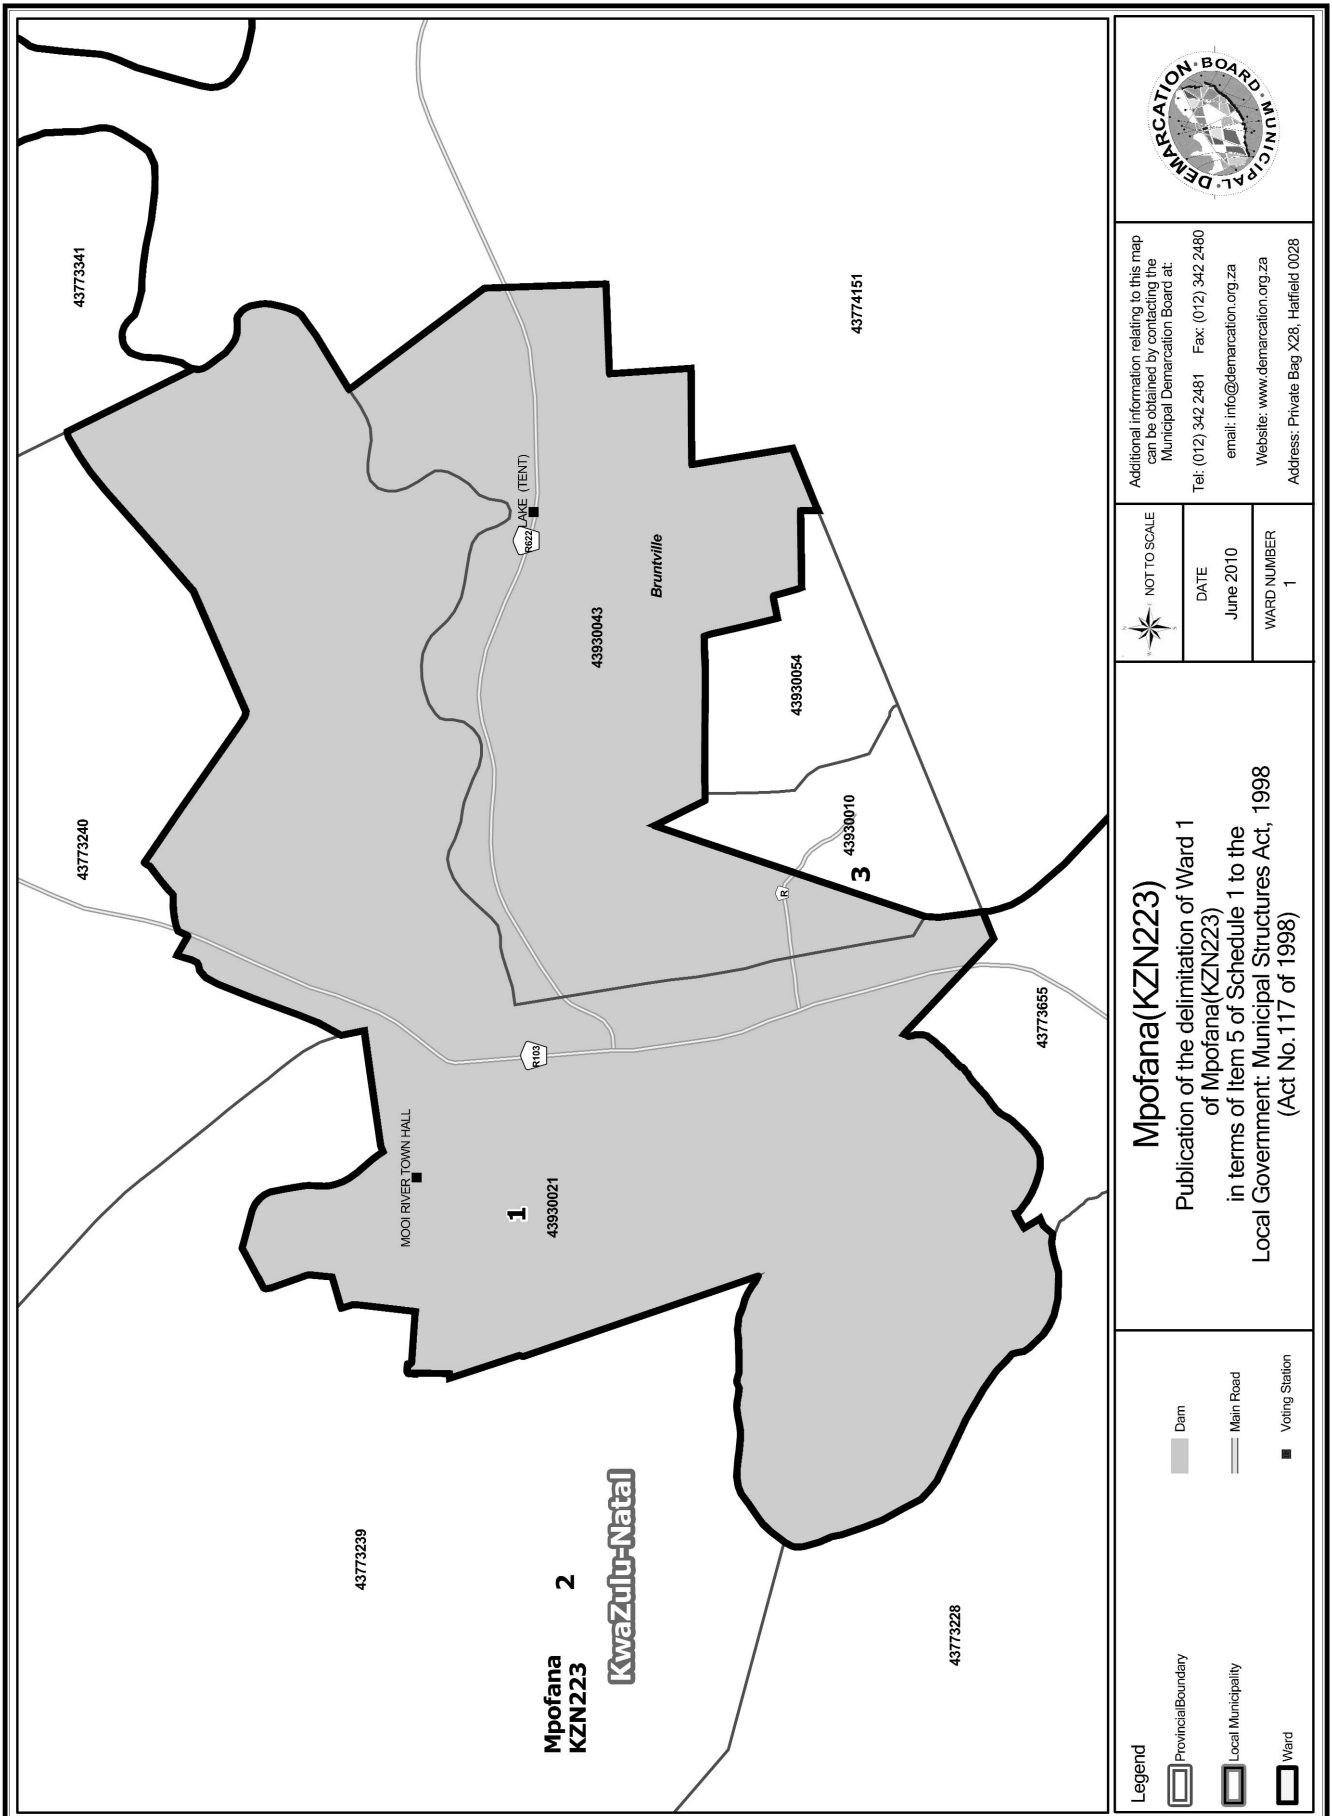 43773341
43773240
43774151
LAKE (TENT)
R622
Bruntville
43930043
43930054
43930010
3
R
R103
43773655
MOOI RIVER TOWN HALL
1
43930021
43773239
Mpofana
KZN223
2
KwaZulu-Natal
43773228
Legend
ProvincialBoundary
Local Municipality
Ward
Dam
Main Road
Voting Station
Mpofana(KZN223)
Publication of the delimitation of Ward 1
of Mpofana(KZN223)
in terms of Item 5 of Schedule 1 to the
Local Government: Municipal Structures Act, 1998
(Act No.117 of 1998)
NOT TO SCALE
DATE
June 2010
WARD NUMBER
1
Additional information relating to this map
can be obtained by contacting the
Municipal Demarcation Board at:
Tel: (012) 342 2481 Fax: (012) 342 2480
email: info@demarcation.org.za
Website: www.demarcation.org.za
Address: Private Bag X28, Hatfield 0028
MUNICIPAL • DEMARCATION • BOARD •